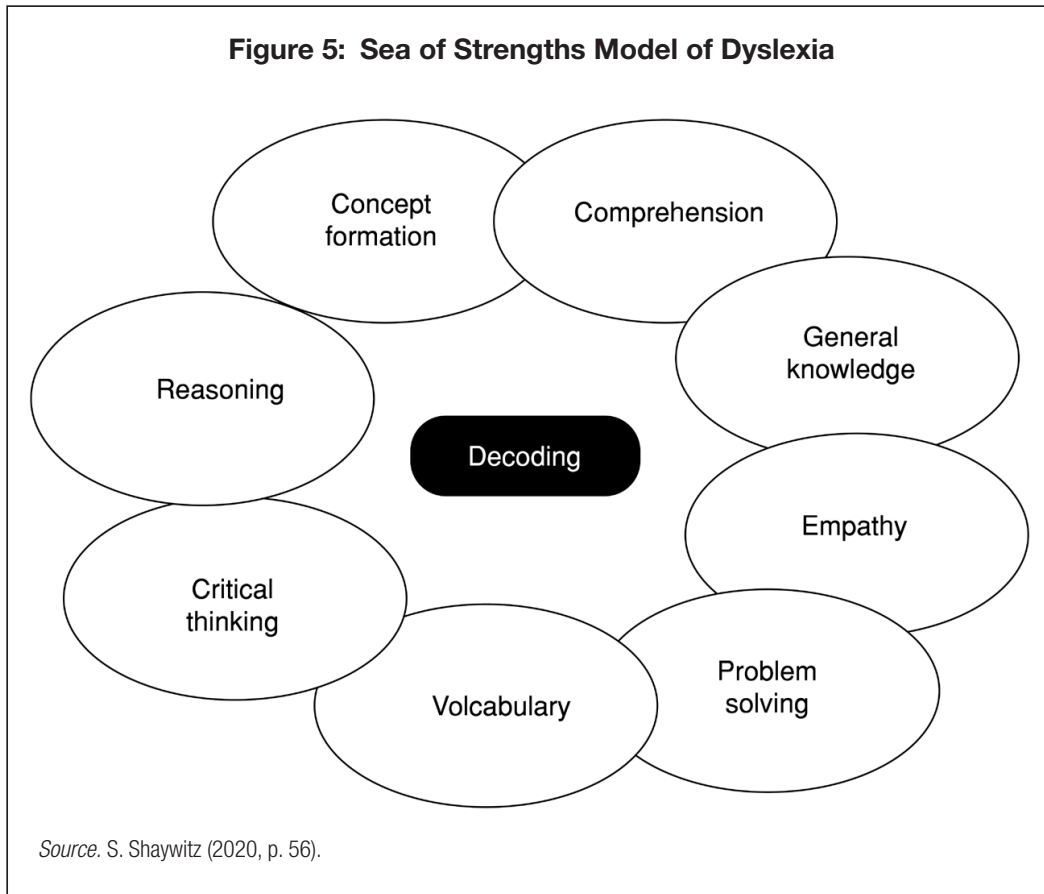 Figure 5: Sea of Strengths Model of Dyslexia
Concept
formation
Comprehension
General
knowledge
Reasoning
Decoding
Empathy
Critical
thinking
Problem
solving
Volcabulary
Source. S. Shaywitz (2020, p. 56).